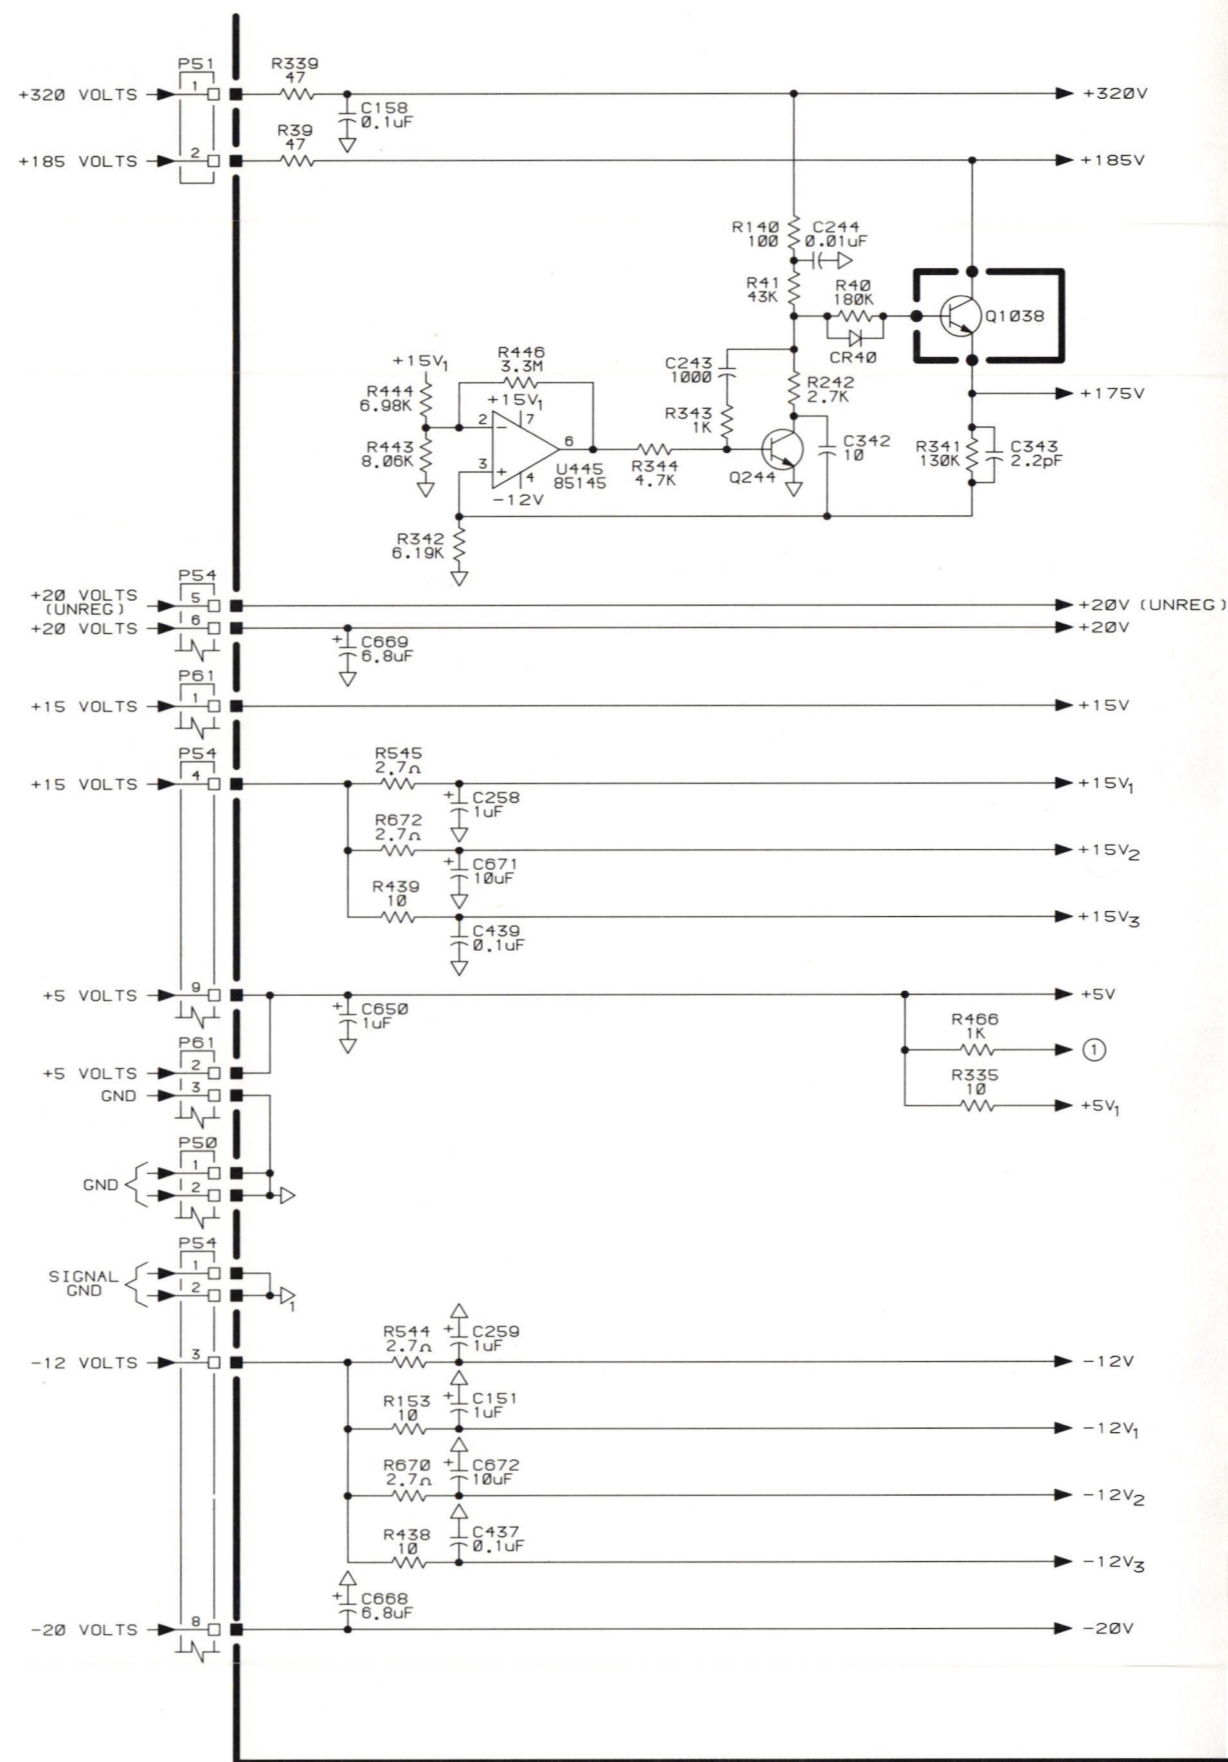 P51
R339
47
+320 VOLTS
1
+320V
C158
0.1uF
R39
47
+185 VOLTS
2
+185V
R140
100
C244
0.01uF
R41
43K
R40
180K
Q1038
CR40
+15V1
R446
3.3M
C243
1000
R444
6.98K
+15V1
R242
2.7K
+175V
2
7
-
R343
1K
R443
8.06K
6
3
+
4
U445
85145
R344
4.7K
Q244
C342
10
R341
130K
C343
2.2pF
-12V
R342
6.19K
P54
+20 VOLTS
(UNREG)
5
+20V (UNREG)
+20 VOLTS
6
+20V
+
C669
6.8uF
P61
+15 VOLTS
1
+15V
P54
R545
2.7Ω
+15 VOLTS
4
+15V1
+
C258
1uF
R672
2.7Ω
+15V2
+
C671
10uF
R439
10
+15V3
C439
0.1uF
+5 VOLTS
9
+5V
+
C650
1uF
R466
1K
1
P61
+5 VOLTS
2
R335
10
GND
3
+5V1
P50
1
GND
2
P54
1
SIGNAL
GND
2
1
R544
2.7Ω
+
C259
1uF
-12 VOLTS
3
-12V
R153
10
+
C151
1uF
-12V1
R670
2.7Ω
+
C672
10uF
-12V2
R438
10
C437
0.1uF
-12V3
+
C668
6.8uF
-20 VOLTS
8
-20V